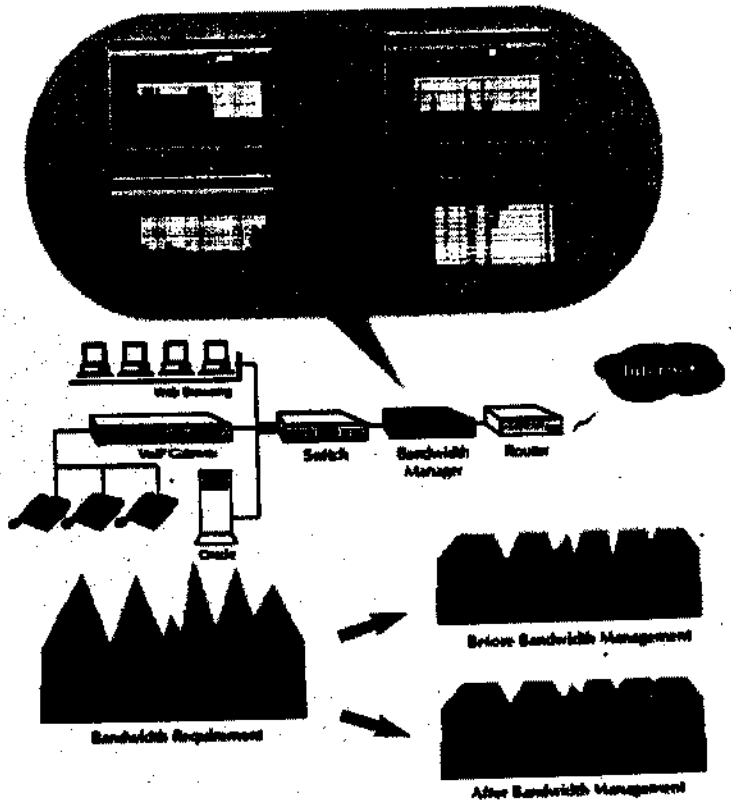 Internet
Web Browsing
VoIP Gateway
Switch
Bandwidth
Manager
Router
Oracle
Before Bandwidth Management
Bandwidth Requirement
After Bandwidth Management